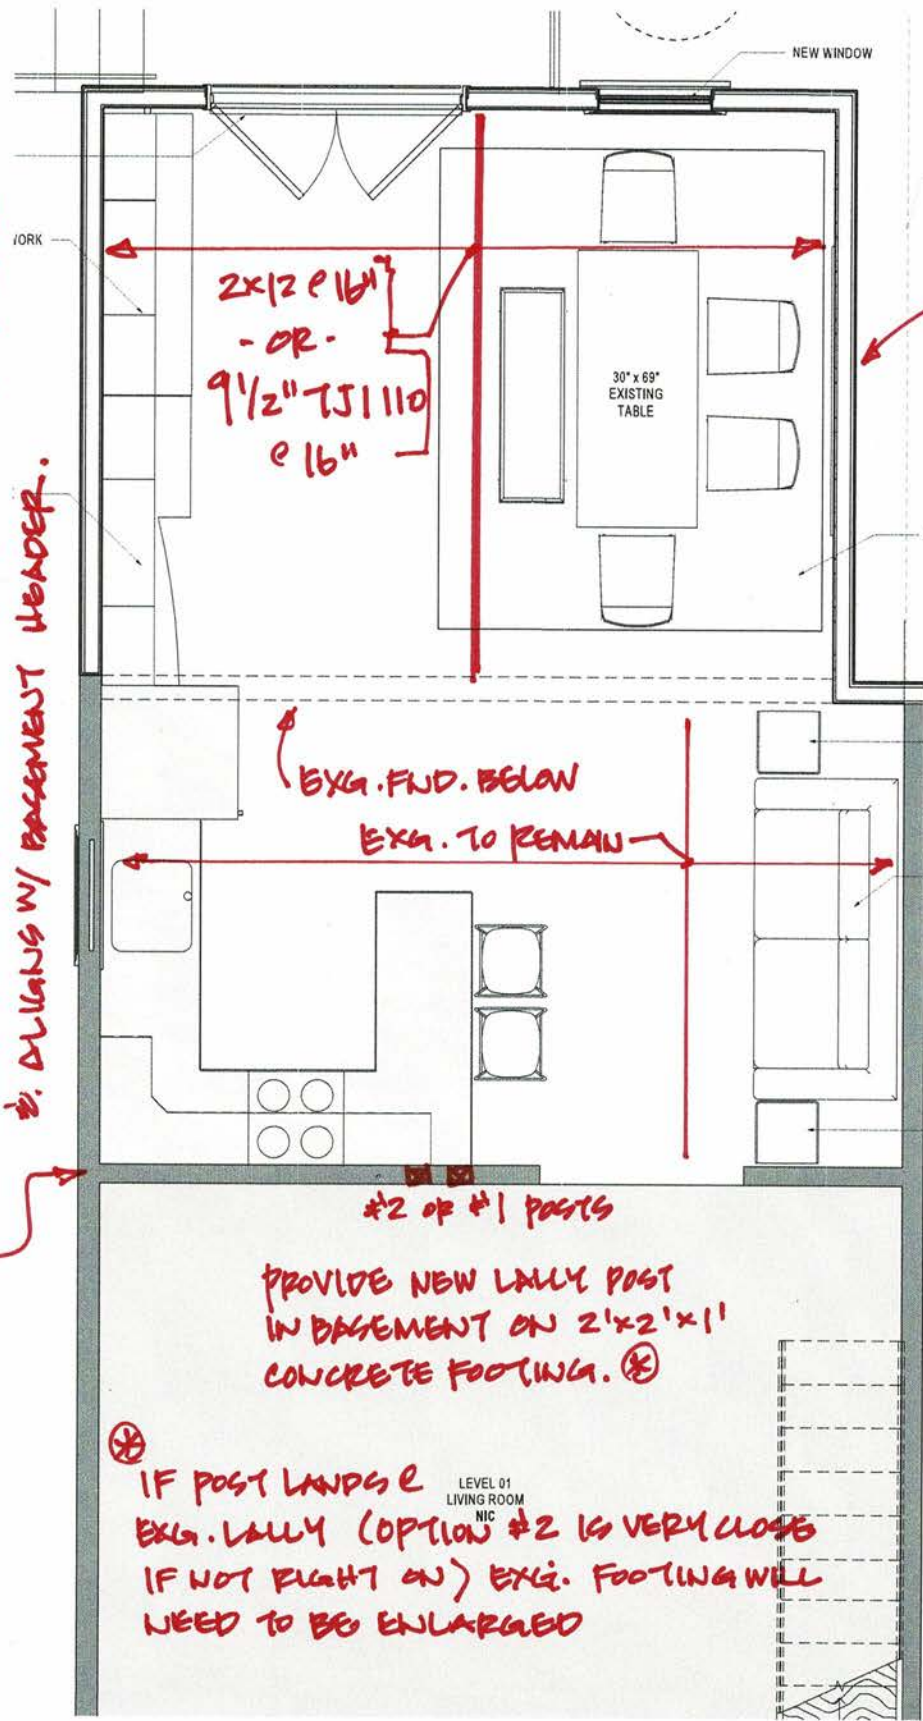 NEW WINDOW
2x12 @ 16"
- OR -
9 1/2" TJI 110
@ 16"
30" x 69"
EXISTING
TABLE
ALIGNS W/ BASEMENT HEADER.
EXG. FND. BELOW
EXG. TO REMAIN
#2 OR #1 POSTS
PROVIDE NEW LALLY POST
IN BASEMENT ON 2'x2'x1'
CONCRETE FOOTING. *
*
IF POST LANDS @
EXG. LALLY (OPTION #2 IS VERY CLOSE
IF NOT RIGHT ON) EXG. FOOTING WILL
NEED TO BE ENLARGED
LEVEL 01
LIVING ROOM
NIC